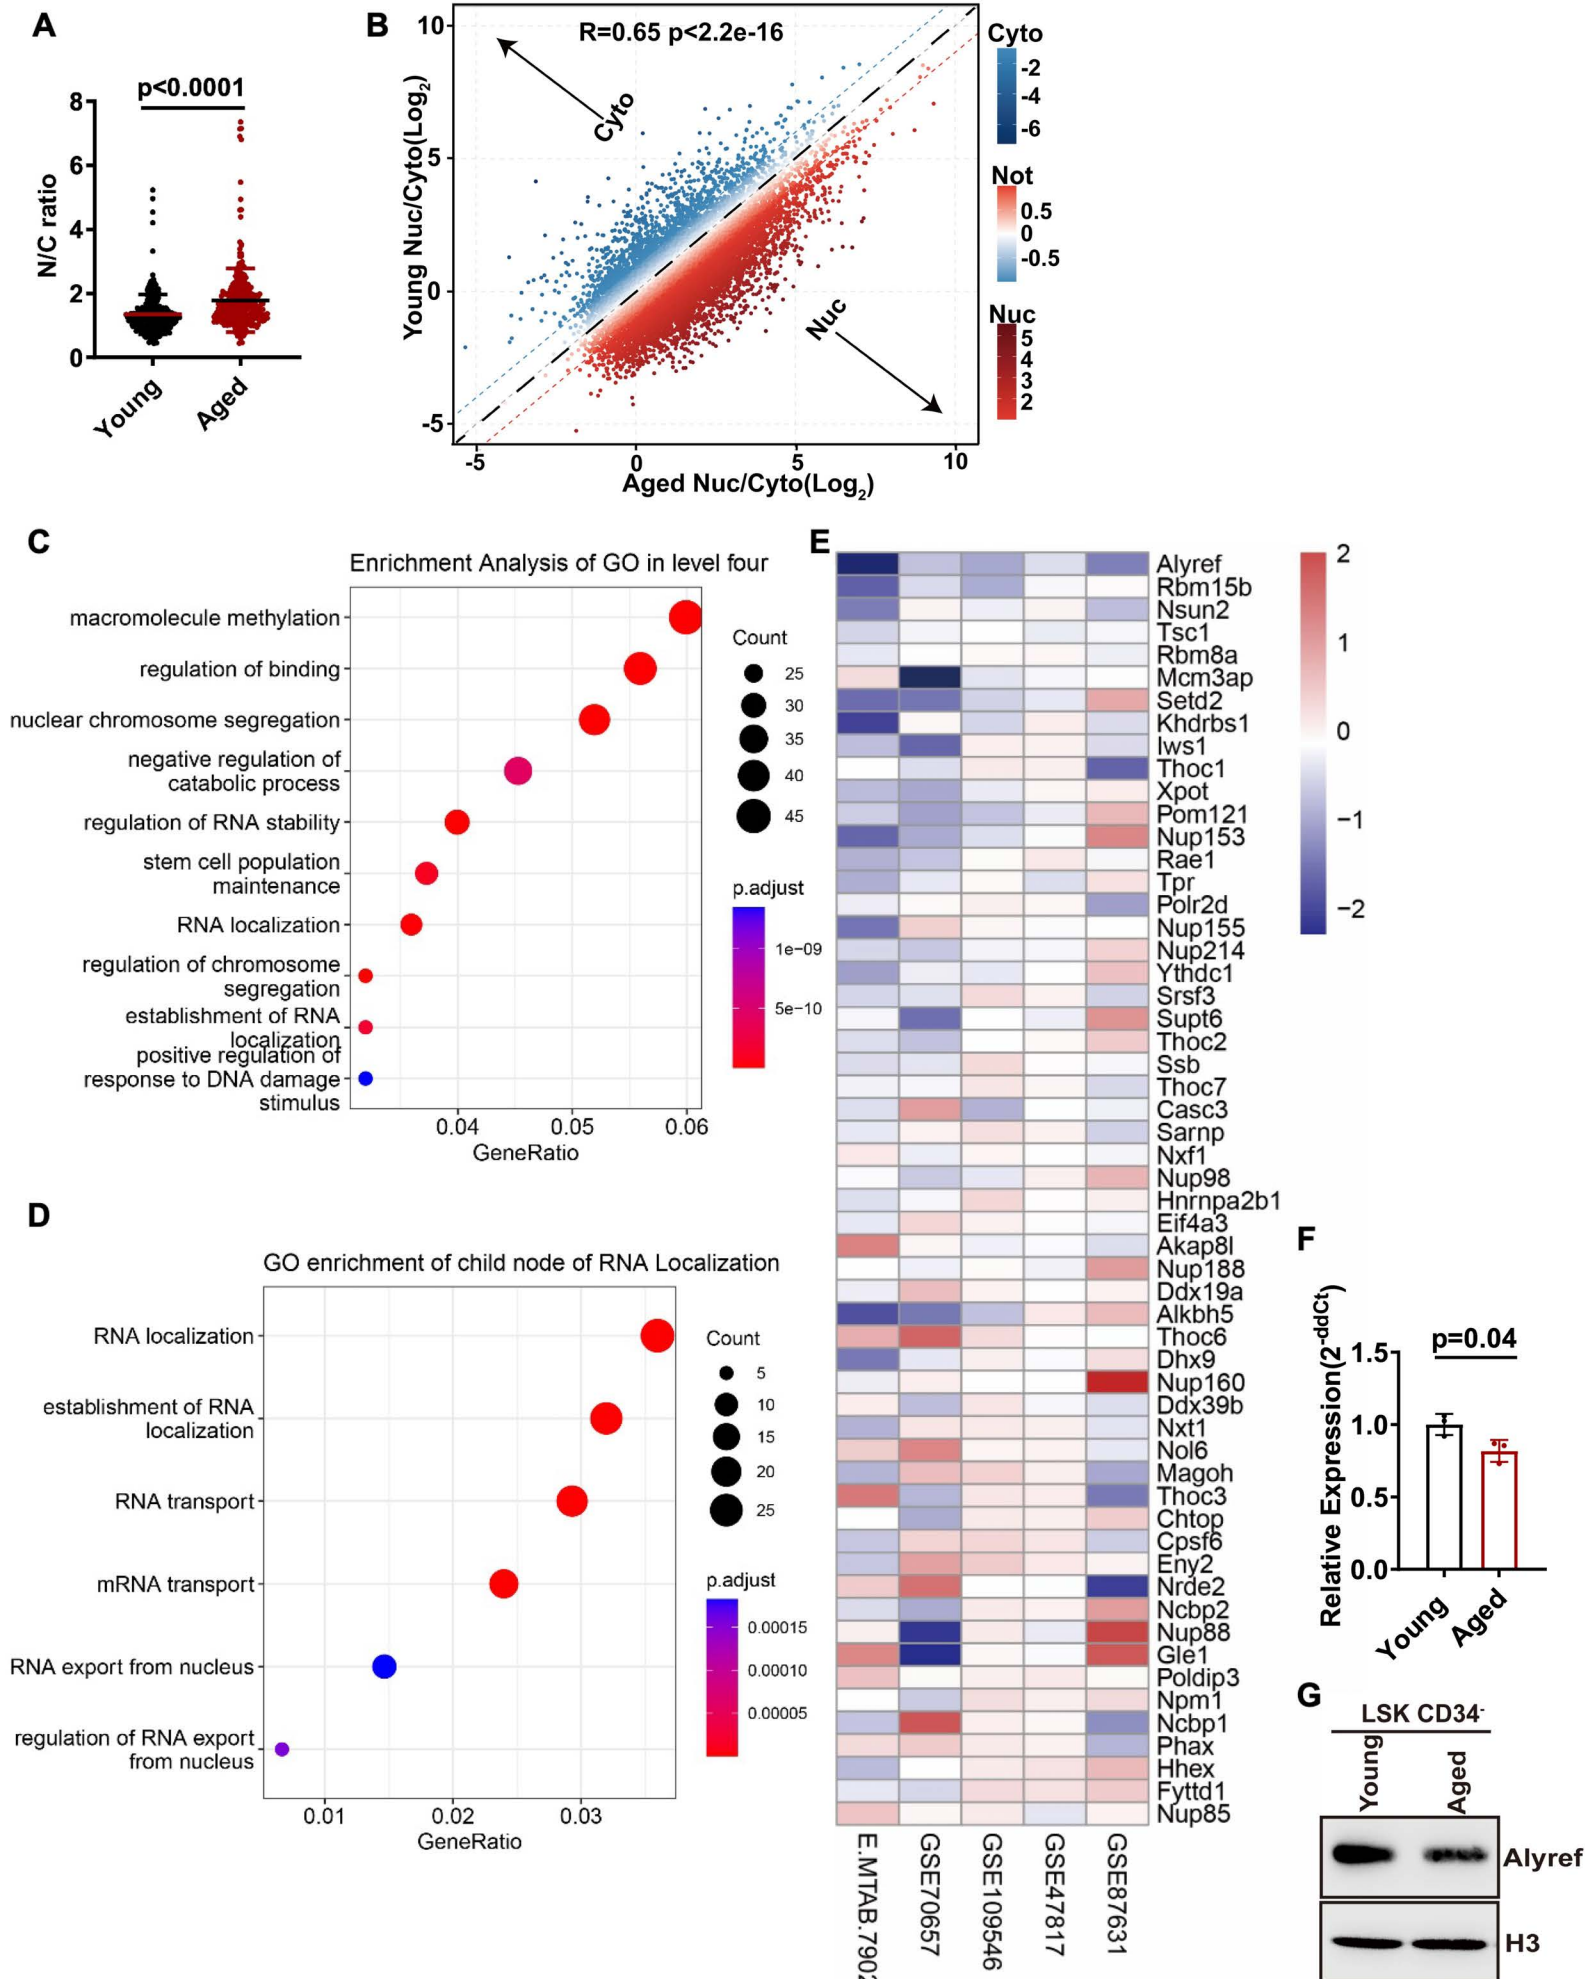 A
p<0.0001
8
6
4
2
0
N/C ratio
Young
Aged
B
R=0.65 p<2.2e-16
Cyto
Nuc
10
5
0
-5
Young Nuc/Cyto(Log2)
-5
0
5
10
Aged Nuc/Cyto(Log2)
Cyto
-2
-4
-6
Not
0.5
0
-0.5
Nuc
5
4
3
2
C
Enrichment Analysis of GO in level four
macromolecule methylation
regulation of binding
nuclear chromosome segregation
negative regulation of
catabolic process
regulation of RNA stability
stem cell population
maintenance
RNA localization
regulation of chromosome
segregation
establishment of RNA
localization
positive regulation of
response to DNA damage
stimulus
0.04
0.05
0.06
GeneRatio
Count
25
30
35
40
45
p.adjust
1e−09
5e−10
D
GO enrichment of child node of RNA Localization
RNA localization
establishment of RNA
localization
RNA transport
mRNA transport
RNA export from nucleus
regulation of RNA export
from nucleus
0.01
0.02
0.03
GeneRatio
Count
5
10
15
20
25
p.adjust
0.00015
0.00010
0.00005
E
Alyref
Rbm15b
Nsun2
Tsc1
Rbm8a
Mcm3ap
Setd2
Khdrbs1
Iws1
Thoc1
Xpot
Pom121
Nup153
Rae1
Tpr
Polr2d
Nup155
Nup214
Ythdc1
Srsf3
Supt6
Thoc2
Ssb
Thoc7
Casc3
Sarnp
Nxf1
Nup98
Hnrnpa2b1
Eif4a3
Akap8l
Nup188
Ddx19a
Alkbh5
Thoc6
Dhx9
Nup160
Ddx39b
Nxt1
Nol6
Magoh
Thoc3
Chtop
Cpsf6
Eny2
Nrde2
Ncbp2
Nup88
Gle1
Poldip3
Npm1
Ncbp1
Phax
Hhex
Fyttd1
Nup85
E.MTAB.7902
GSE70657
GSE109546
GSE47817
GSE87631
2
1
0
−1
−2
F
p=0.04
1.5
1.0
0.5
0.0
Relative Expression(2-ddCt)
Young
Aged
G
LSK CD34-
Young
Aged
Alyref
H3